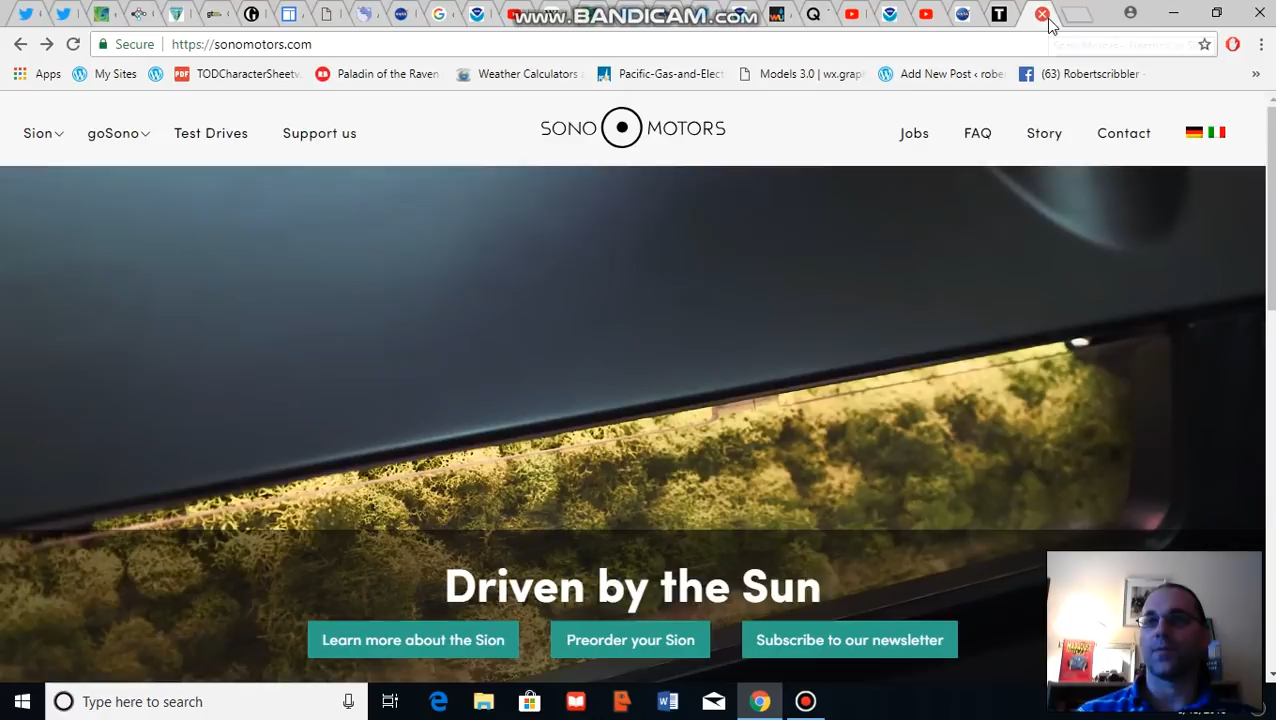 www.BANDICAM.com
Secure https://sonomotors.com
Apps My Sites TODCharacterSheetv. Paladin of the Raven Weather Calculators Pacific-Gas-and-Elect Models 3.0 | wx.grap Add New Post ‹ robe (63) Robertscribbler »
Sion goSono Test Drives Support us SONO MOTORS Jobs FAQ Story Contact
Driven by the Sun
Learn more about the Sion Preorder your Sion Subscribe to our newsletter
Type here to search